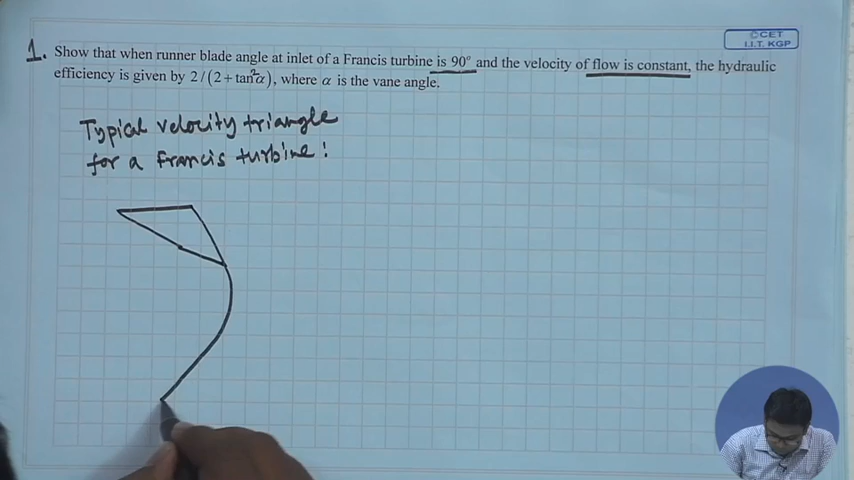 ©CET
I.I.T. KGP
1. Show that when runner blade angle at inlet of a Francis turbine is 90° and the velocity of flow is constant, the hydraulic
efficiency is given by 2 / (2 + tan²α), where α is the vane angle.
Typical velocity triangle
for a Francis turbine :